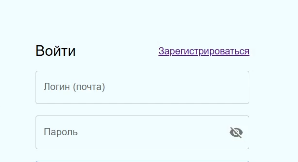 Войти Зарегистрироваться
Логин (почта)
Пароль